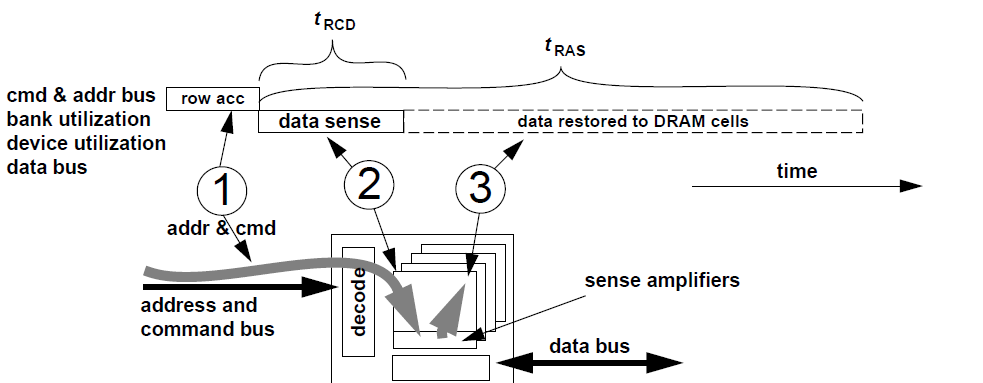 tRCD
tRAS
cmd & addr bus
row acc
bank utilization
data sense
data restored to DRAM cells
device utilization
data bus
time
1
2
3
addr & cmd
decode
sense amplifiers
address and
command bus
data bus